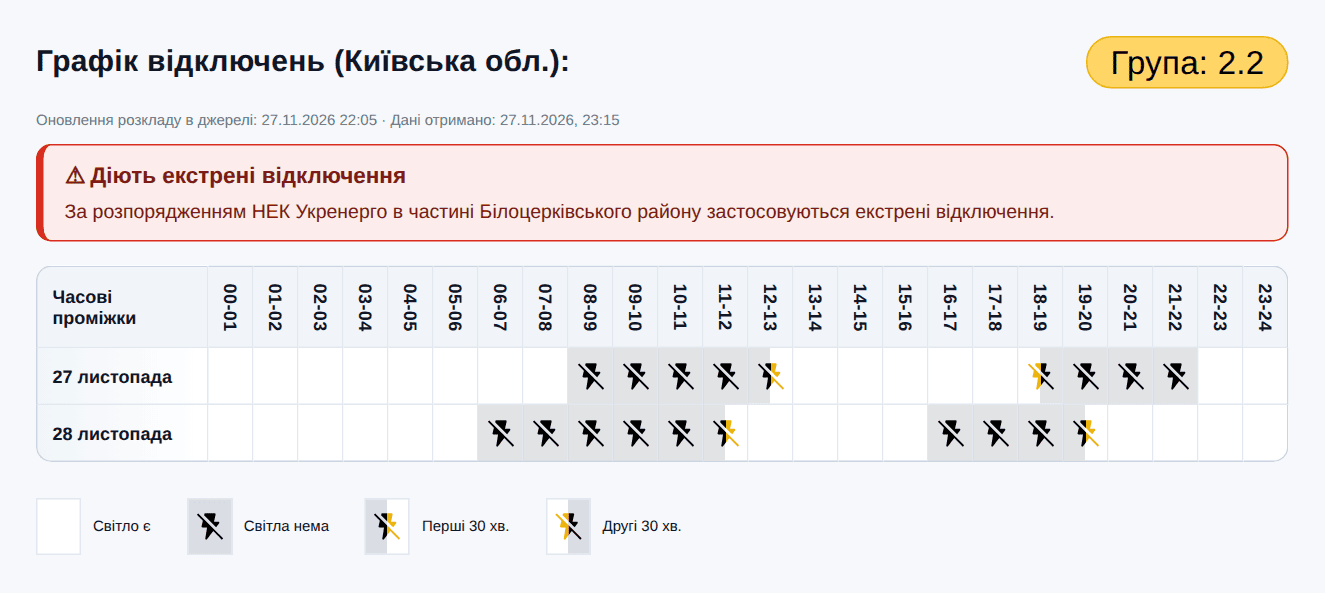 Графік відключень (Київська обл.):
Група: 2.2
Оновлення розкладу в джерелі: 27.11.2026 22:05 · Дані отримано: 27.11.2026, 23:15
⚠ Діють екстрені відключення
За розпорядженням НЕК Укренерго в частині Білоцерківського району застосовуються екстрені відключення.
Часові
проміжки
00-01 01-02 02-03 03-04 04-05 05-06 06-07 07-08 08-09 09-10 10-11 11-12 12-13 13-14 14-15 15-16 16-17 17-18 18-19 19-20 20-21 21-22 22-23 23-24
27 листопада
28 листопада
Світло є
Світла нема
Перші 30 хв.
Другі 30 хв.